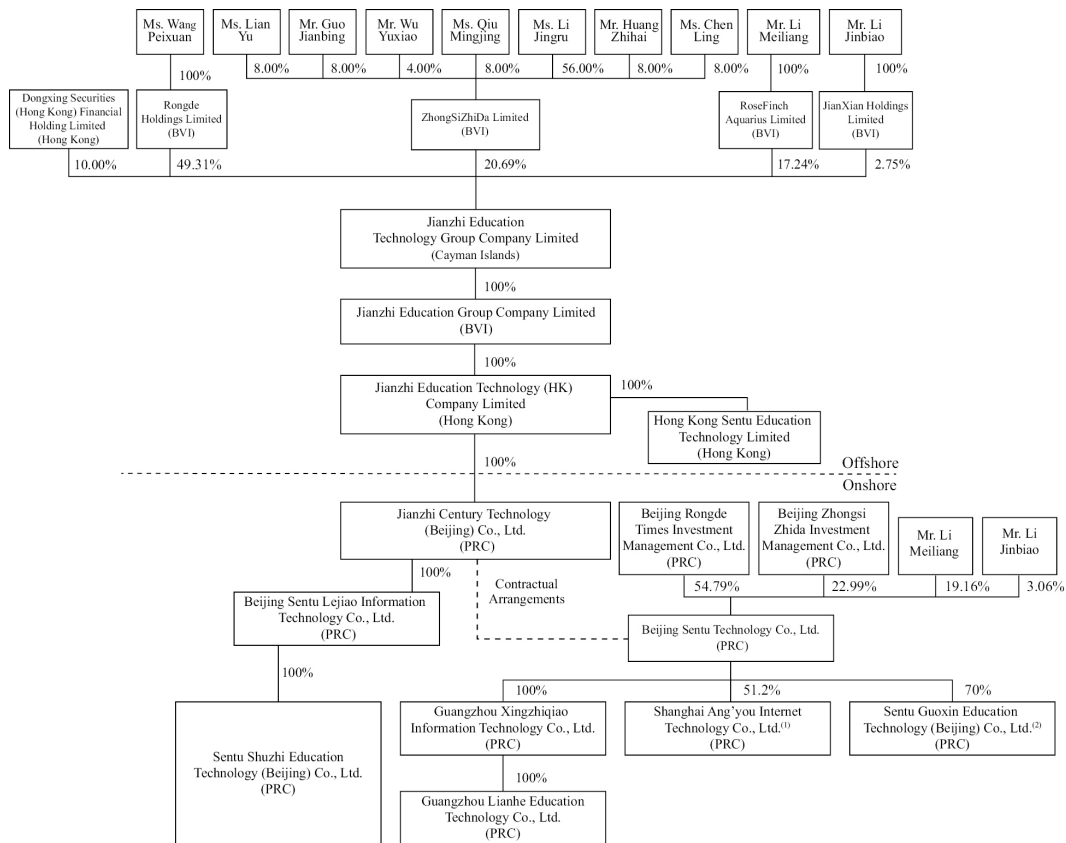 Ms. Wang
Peixuan
Ms. Lian
Yu
Mr. Guo
Jianbing
Mr. Wu
Yuxiao
Ms. Qiu
Mingjing
Ms. Li
Jingru
Mr. Huang
Zhihai
Ms. Chen
Ling
Mr. Li
Meiliang
Mr. Li
Jinbiao
100%
8.00%
8.00%
4.00%
8.00%
56.00%
8.00%
8.00%
100%
100%
Dongxing Securities
(Hong Kong) Financial
Holding Limited
(Hong Kong)
Rongde
Holdings Limited
(BVI)
ZhongSiZhiDa Limited
(BVI)
RoseFinch
Aquarius Limited
(BVI)
JianXian Holdings
Limited
(BVI)
10.00%
49.31%
20.69%
17.24%
2.75%
Jianzhi Education
Technology Group Company Limited
(Cayman Islands)
100%
Jianzhi Education Group Company Limited
(BVI)
100%
Jianzhi Education Technology (HK)
Company Limited
(Hong Kong)
100%
Hong Kong Sentu Education
Technology Limited
(Hong Kong)
100%
Offshore
Onshore
Jianzhi Century Technology
(Beijing) Co., Ltd.
(PRC)
Beijing Rongde
Times Investment
Management Co., Ltd.
(PRC)
Beijing Zhongsi
Zhida Investment
Management Co., Ltd.
(PRC)
Mr. Li
Meiliang
Mr. Li
Jinbiao
100%
Contractual
Arrangements
54.79%
22.99%
19.16%
3.06%
Beijing Sentu Lejiao Information
Technology Co., Ltd.
(PRC)
Beijing Sentu Technology Co., Ltd.
(PRC)
100%
100%
51.2%
70%
Sentu Shuzhi Education
Technology (Beijing) Co., Ltd.
(PRC)
Guangzhou Xingzhiqiao
Information Technology Co., Ltd.
(PRC)
Shanghai Ang'you Internet
Technology Co., Ltd.(1)
(PRC)
Sentu Guoxin Education
Technology (Beijing) Co., Ltd.(2)
(PRC)
100%
Guangzhou Lianhe Education
Technology Co., Ltd.
(PRC)